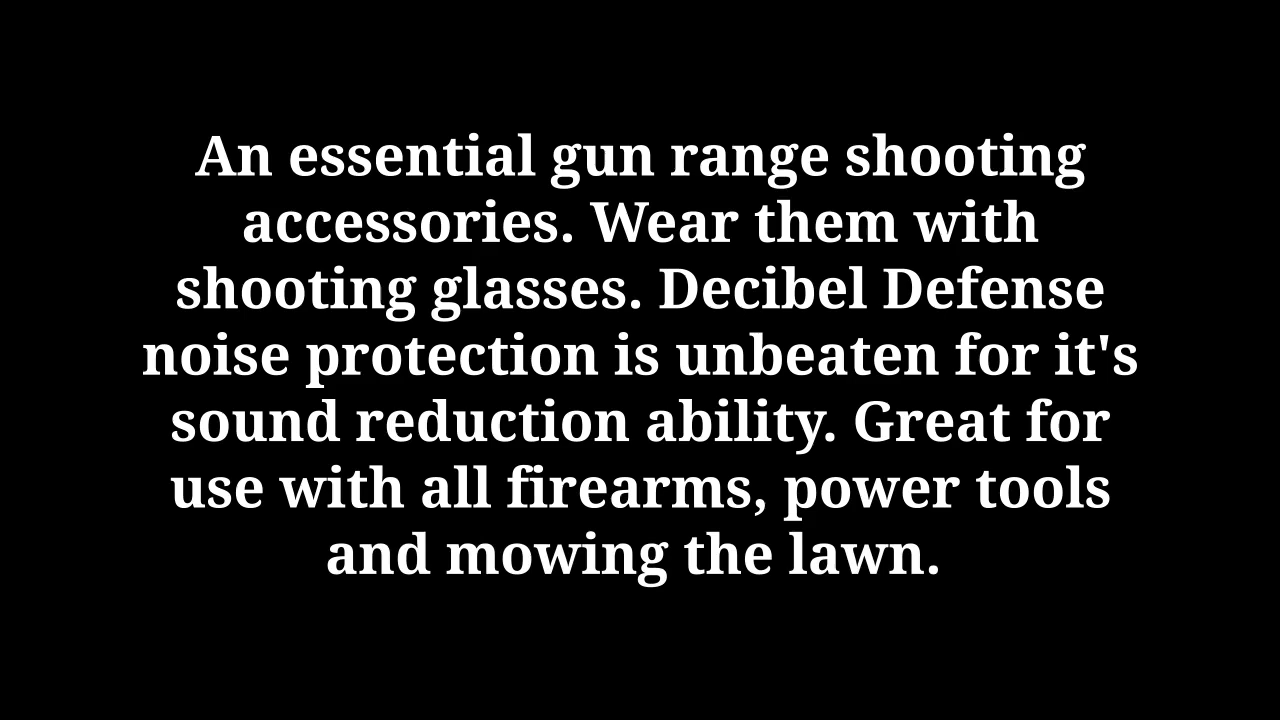 An essential gun range shooting
accessories. Wear them with
shooting glasses. Decibel Defense
noise protection is unbeaten for it's
sound reduction ability. Great for
use with all firearms, power tools
and mowing the lawn.